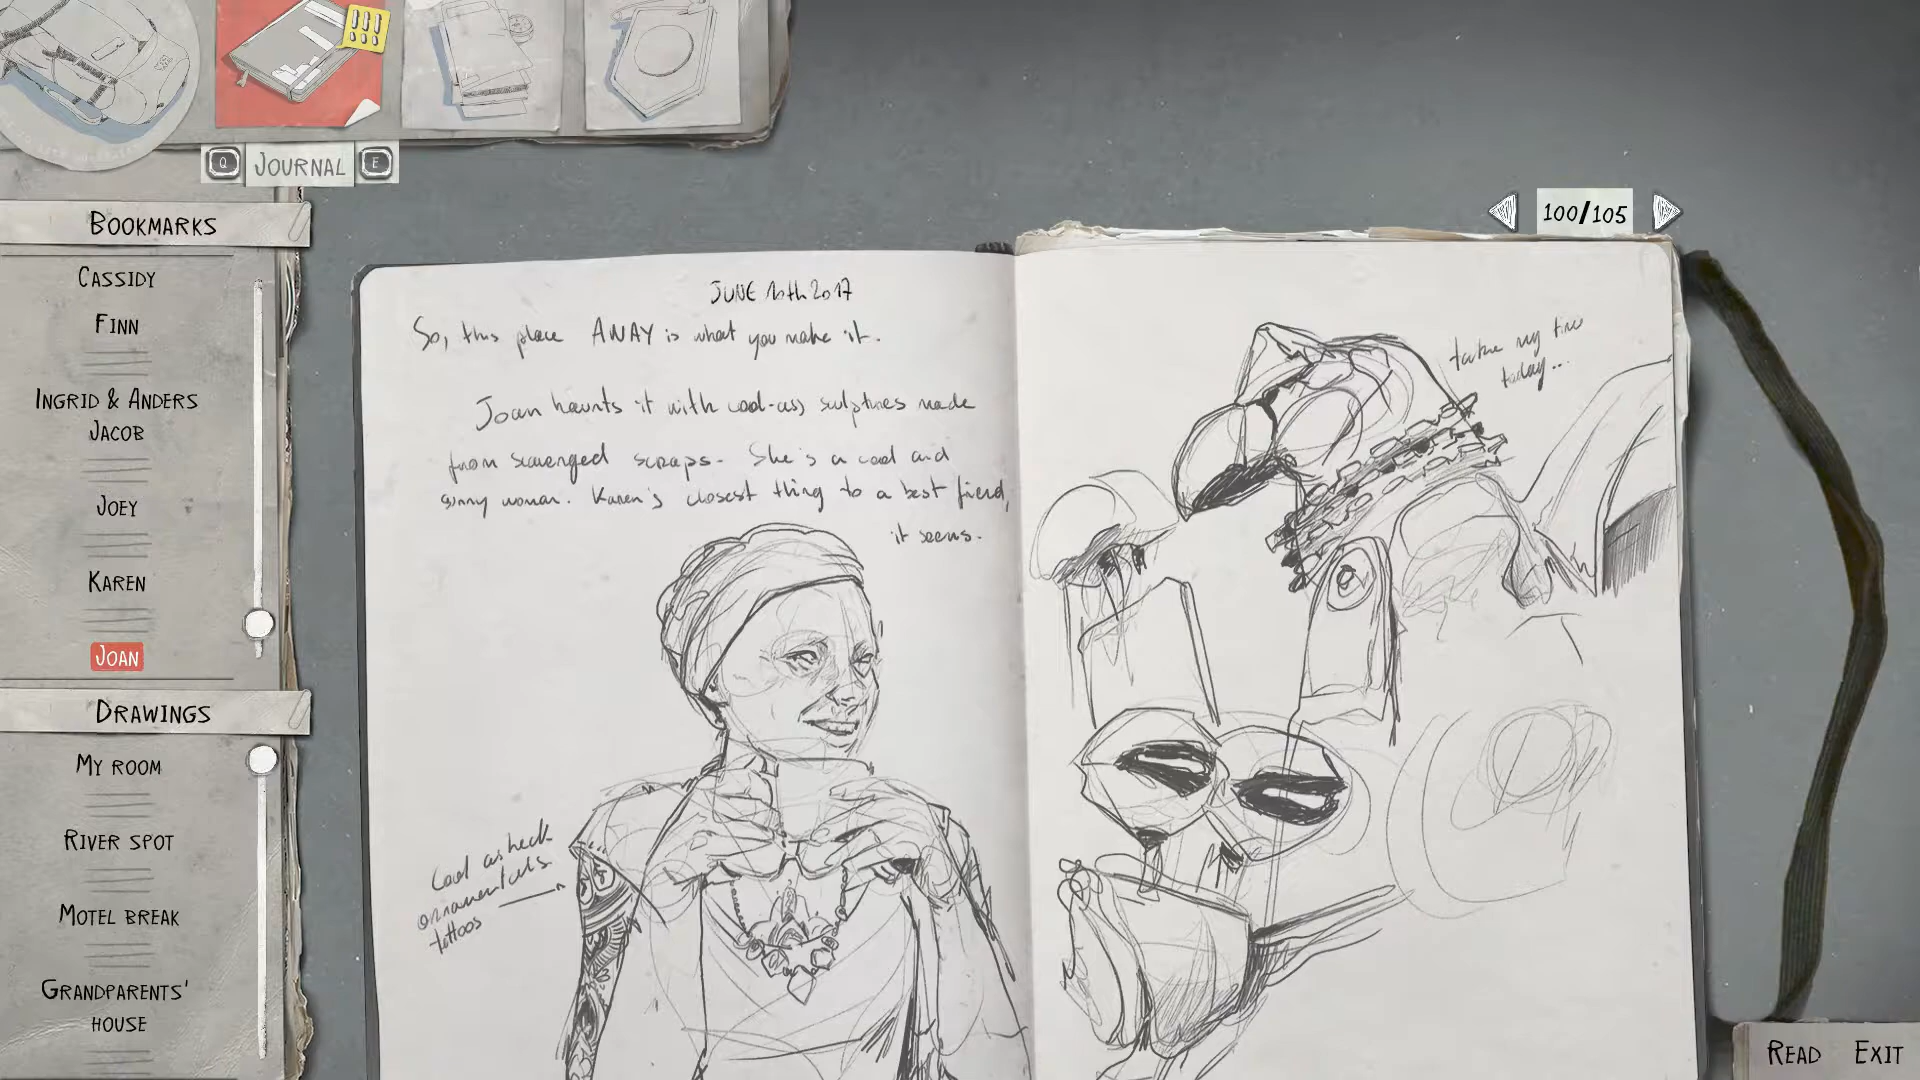 Q JOURNAL E
BOOKMARKS
CASSIDY
FINN
INGRID & ANDERS
JACOB
JOEY
KAREN
JOAN
DRAWINGS
MY ROOM
RIVER SPOT
MOTEL BREAK
GRANDPARENTS'
HOUSE
100/105
JUNE 10th 2017
So, this place AWAY is what you make it.
Joan haunts it with cool-ass sculptures made
from scavenged scraps. She's a cool and
sunny woman. Karen's closest thing to a best friend,
it seems.
Cool as heck
ornamentals
tattoos
take my time
today...
READ EXIT